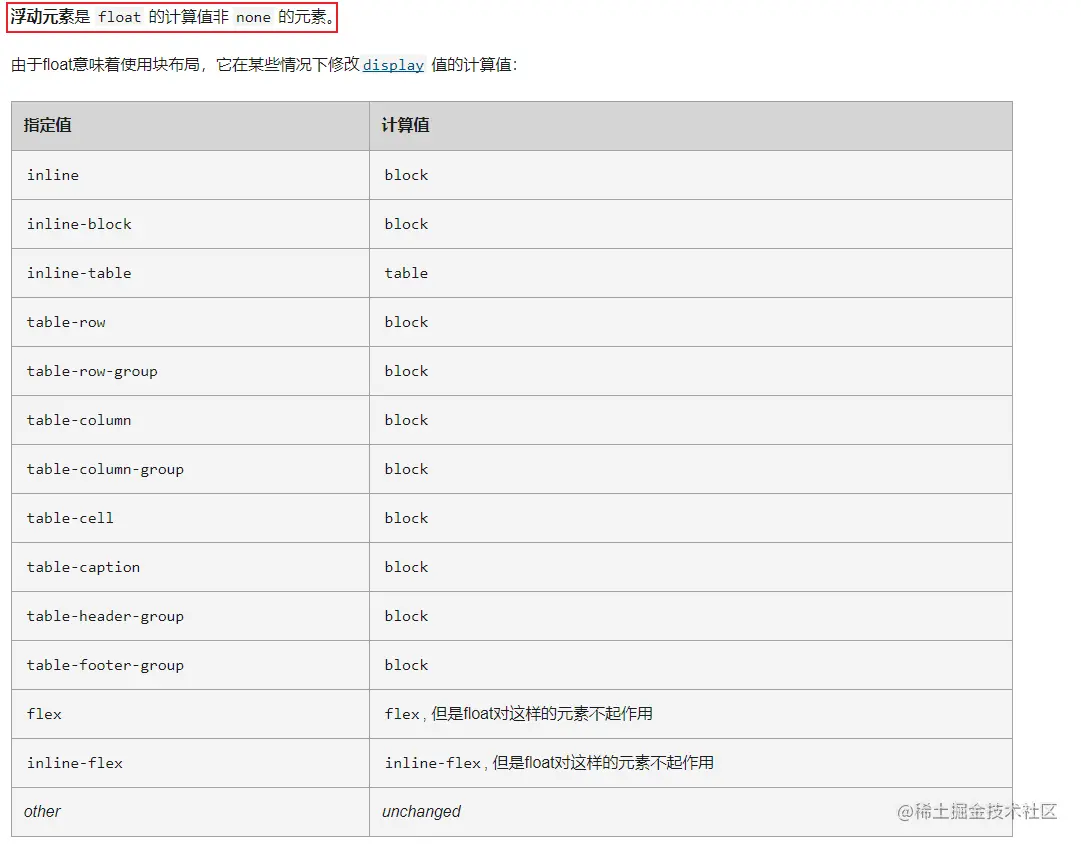 浮动元素是 float 的计算值非 none 的元素。
由于float意味着使用块布局，它在某些情况下修改 display 值的计算值：
指定值 计算值
inline block
inline-block block
inline-table table
table-row block
table-row-group block
table-column block
table-column-group block
table-cell block
table-caption block
table-header-group block
table-footer-group block
flex flex, 但是float对这样的元素不起作用
inline-flex inline-flex, 但是float对这样的元素不起作用
other unchanged
@稀土掘金技术社区